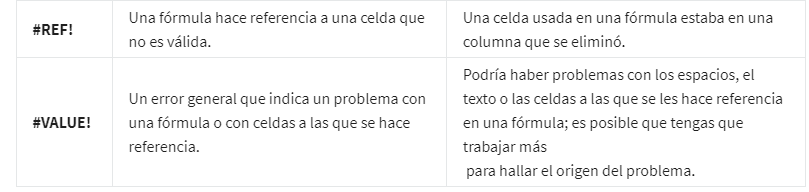 #REF!
Una fórmula hace referencia a una celda que
no es válida.
Una celda usada en una fórmula estaba en una
columna que se eliminó.
#VALUE!
Un error general que indica un problema con
una fórmula o con celdas a las que se hace
referencia.
Podría haber problemas con los espacios, el
texto o las celdas a las que se les hace referencia
en una fórmula; es posible que tengas que
trabajar más
para hallar el origen del problema.